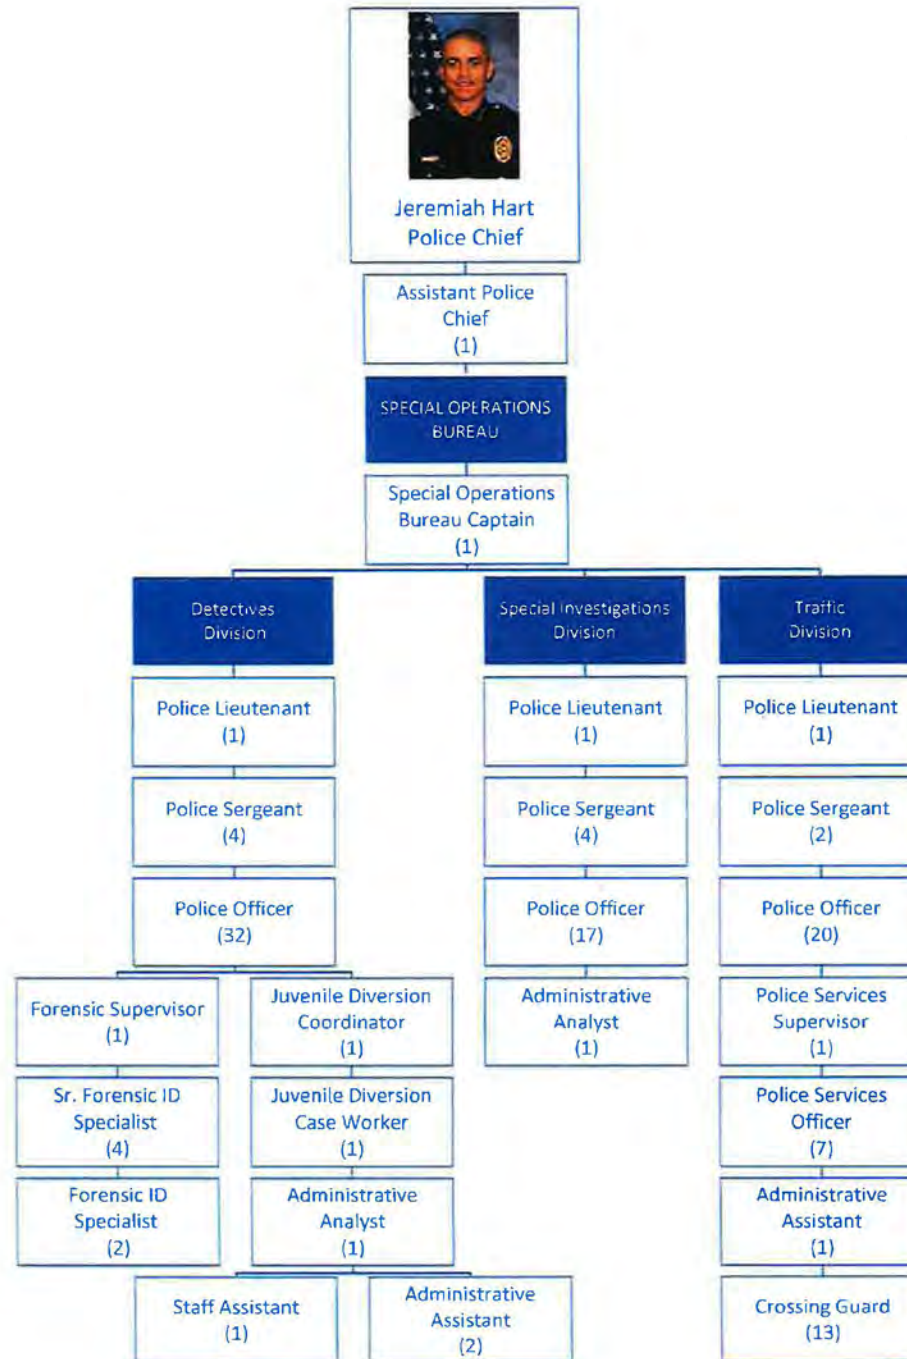 Jeremiah Hart
Police Chief
Assistant Police
Chief
(1)
SPECIAL OPERATIONS
BUREAU
Special Operations
Bureau Captain
(1)
Detectives
Division
Police Lieutenant
(1)
Police Sergeant
(4)
Police Officer
(32)
Forensic Supervisor
(1)
Sr. Forensic ID
Specialist
(4)
Forensic ID
Specialist
(2)
Juvenile Diversion
Coordinator
(1)
Juvenile Diversion
Case Worker
(1)
Administrative
Analyst
(1)
Staff Assistant
(1)
Administrative
Assistant
(2)
Special Investigations
Division
Police Lieutenant
(1)
Police Sergeant
(4)
Police Officer
(17)
Administrative
Analyst
(1)
Traffic
Division
Police Lieutenant
(1)
Police Sergeant
(2)
Police Officer
(20)
Police Services
Supervisor
(1)
Police Services
Officer
(7)
Administrative
Assistant
(1)
Crossing Guard
(13)